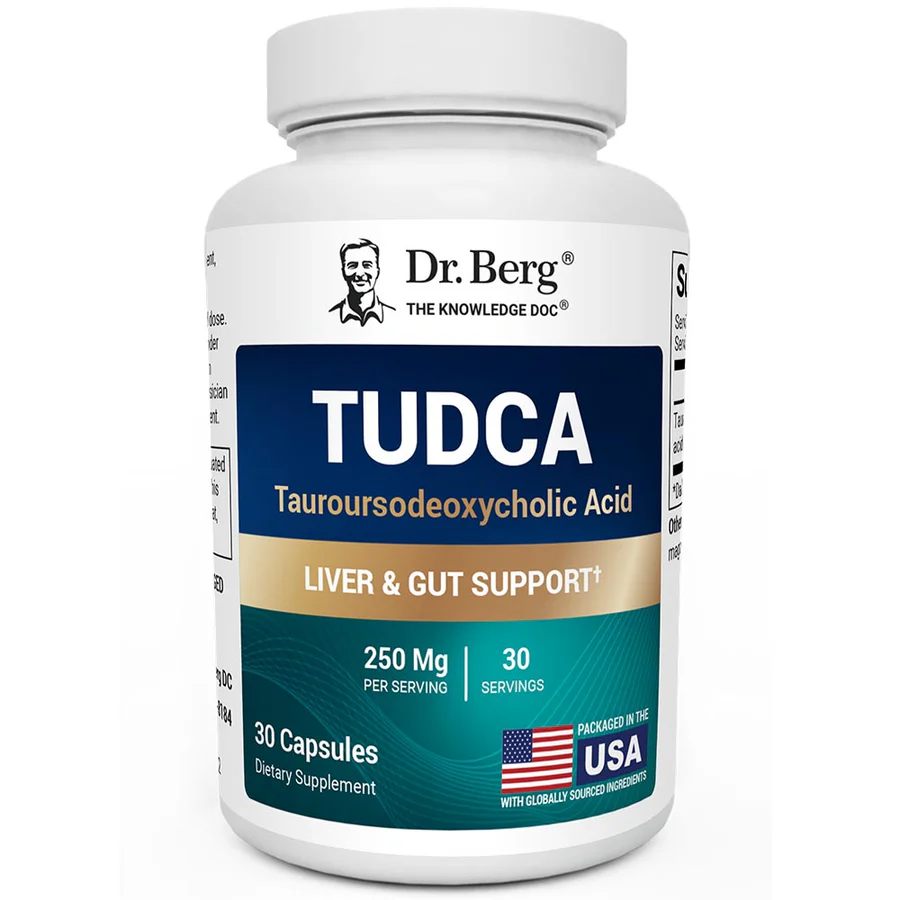 Dr. Berg®
THE KNOWLEDGE DOC®
TUDCA
Tauroursodeoxycholic Acid
LIVER & GUT SUPPORT†
250 Mg
PER SERVING
30
SERVINGS
30 Capsules
Dietary Supplement
PACKAGED IN THE
USA
WITH GLOBALLY SOURCED INGREDIENTS
dose.